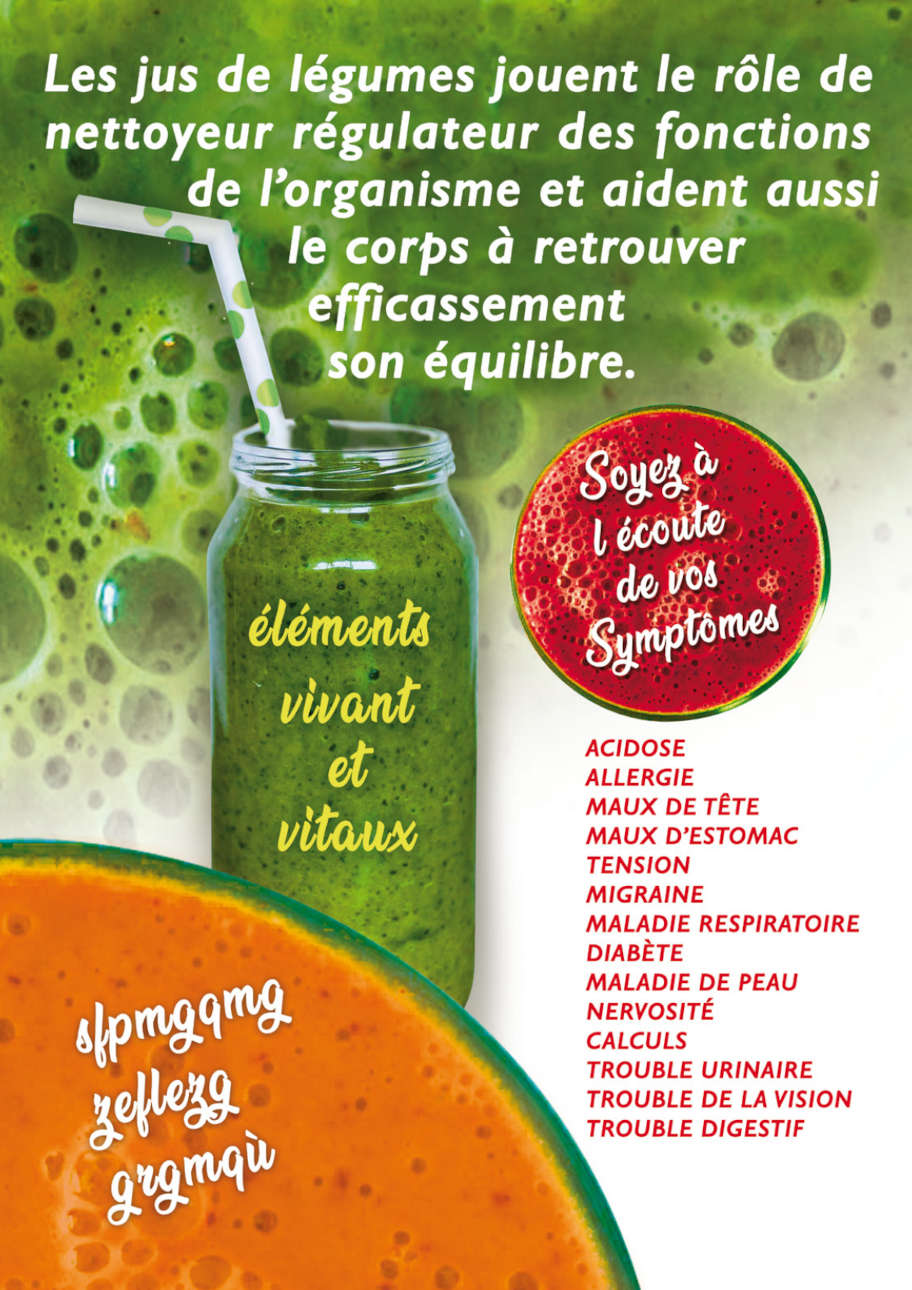 Les jus de légumes jouent le rôle de
nettoyeur régulateur des fonctions
de l'organisme et aident aussi
le corps à retrouver
efficassement
son équilibre.
Soyez à
l écoute
de vos
Symptômes
éléments
vivant
et
vitaux
ACIDOSE
ALLERGIE
MAUX DE TÊTE
MAUX D'ESTOMAC
TENSION
MIGRAINE
MALADIE RESPIRATOIRE
DIABÈTE
MALADIE DE PEAU
NERVOSITÉ
CALCULS
TROUBLE URINAIRE
TROUBLE DE LA VISION
TROUBLE DIGESTIF
sfpmgqmg
zeflezg
grgmqù